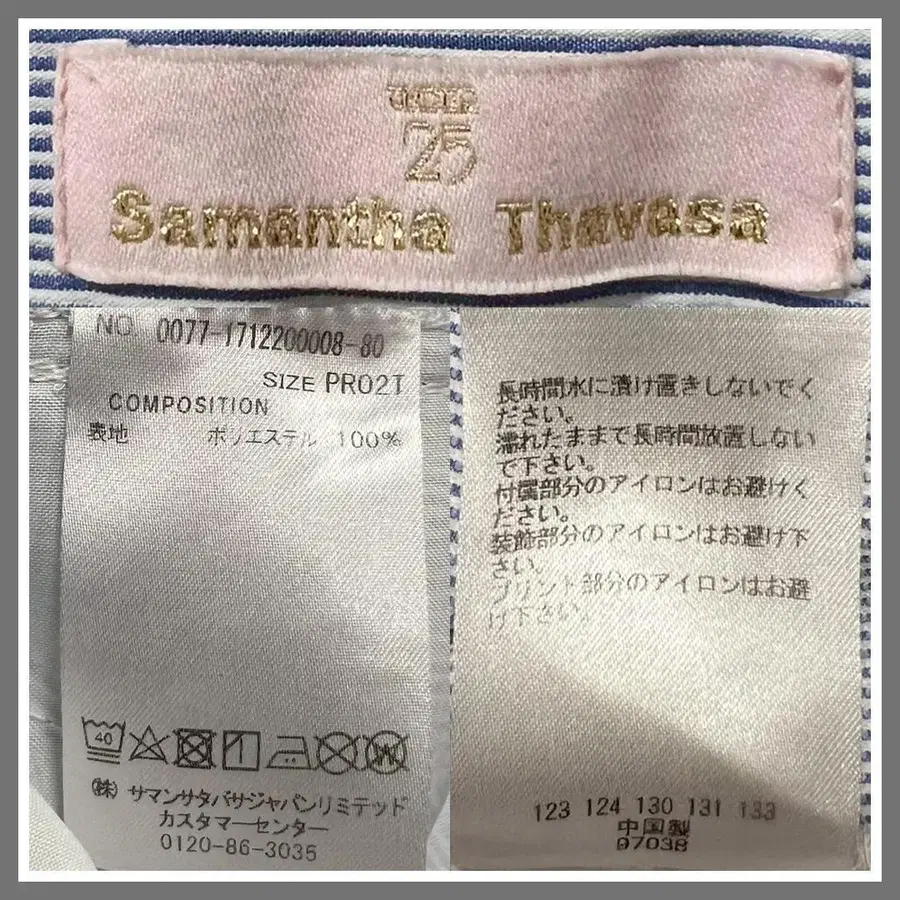 UNDER
25
Samantha Thavasa
NO. 0077-1712200008-80
SIZE PR02T
COMPOSITION
表地 ポリエステル 100%
40
W
(株) サマンサタバサジャパンリミテッド
カスタマーセンター
0120-86-3035
長時間水に漬け置きしないでく
ださい。
濡れたままで長時間放置しない
で下さい。
付属部分のアイロンはお避けく
ださい。
装飾部分のアイロンはお避け下
さい。
プリント部分のアイロンはお避
け下さい。
123 124 130 131 133
中国製
97038